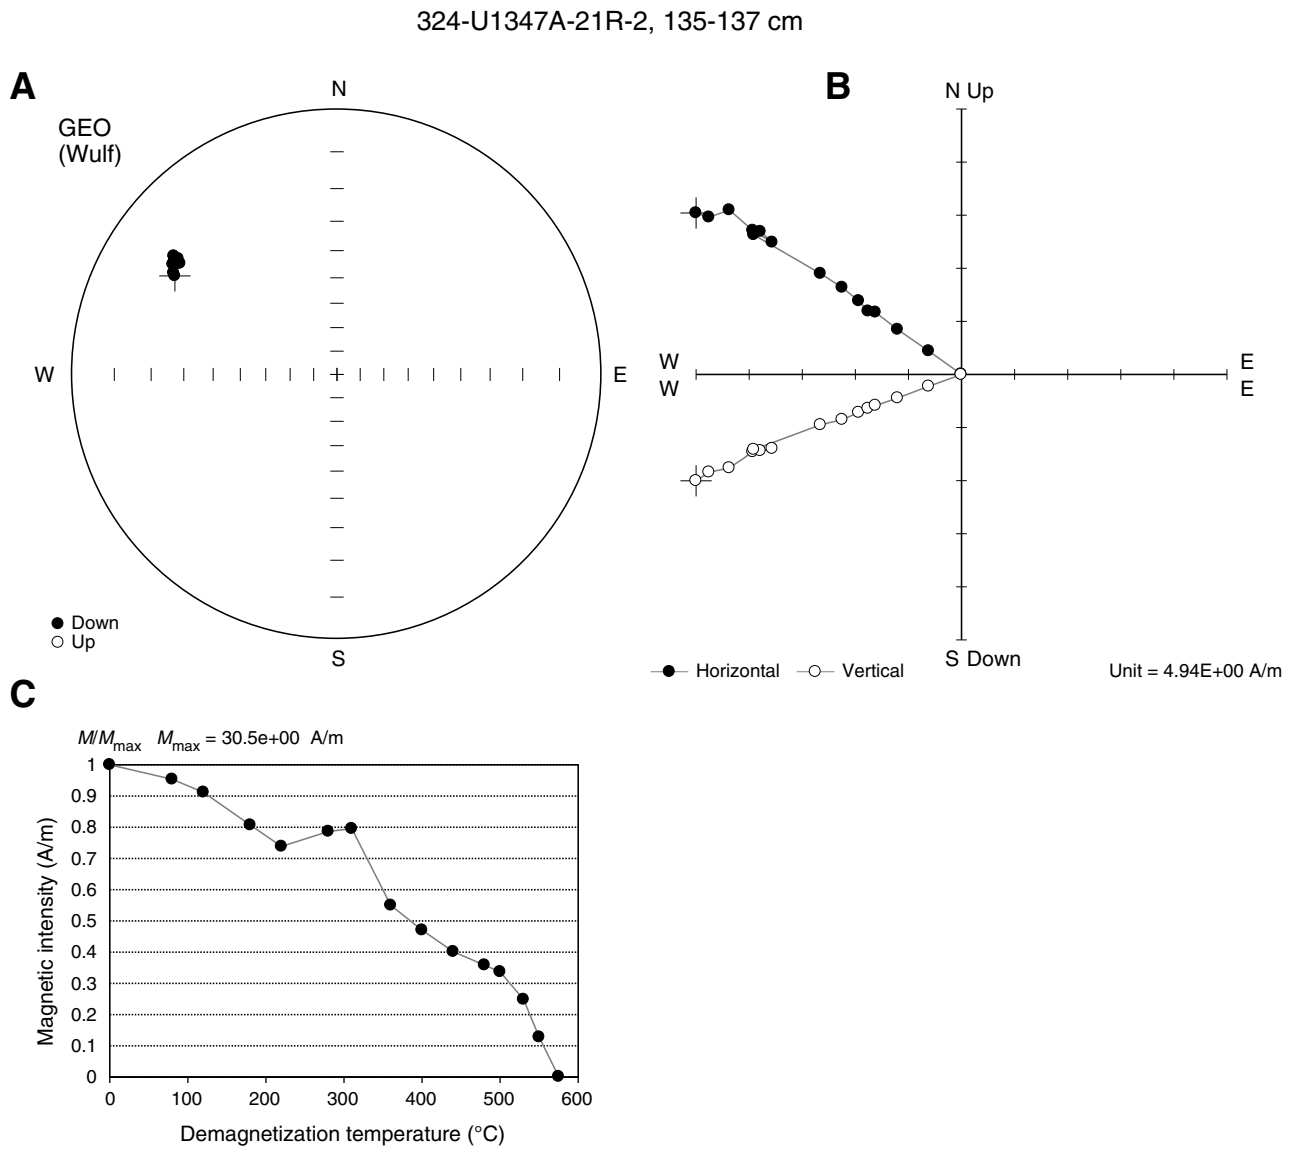 324-U1347A-21R-2, 135-137 cm
A
B
N
N Up
GEO
(Wulf)
W
E
W
E
W
E
Down
Up
S
S Down
Horizontal
Vertical
Unit = 4.94E+00 A/m
C
M/Mmax Mmax = 30.5e+00 A/m
1
0.9
0.8
0.7
0.6
0.5
0.4
0.3
0.2
0.1
0
Magnetic intensity (A/m)
0 100 200 300 400 500 600
Demagnetization temperature (°C)